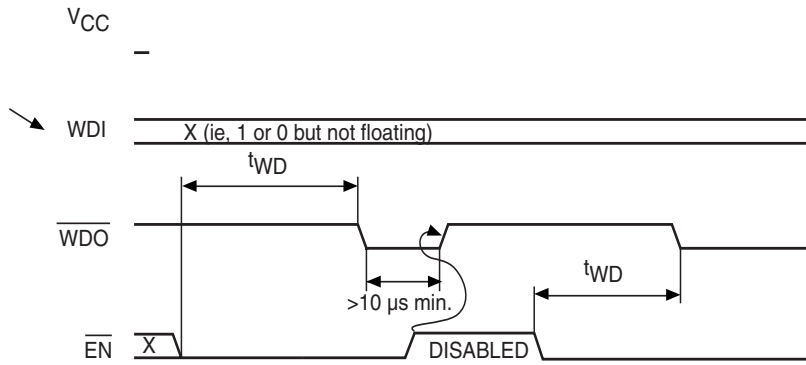 VCC
WDI
X (ie, 1 or 0 but not floating)
tWD
WDO
>10 µs min.
tWD
EN
X
DISABLED